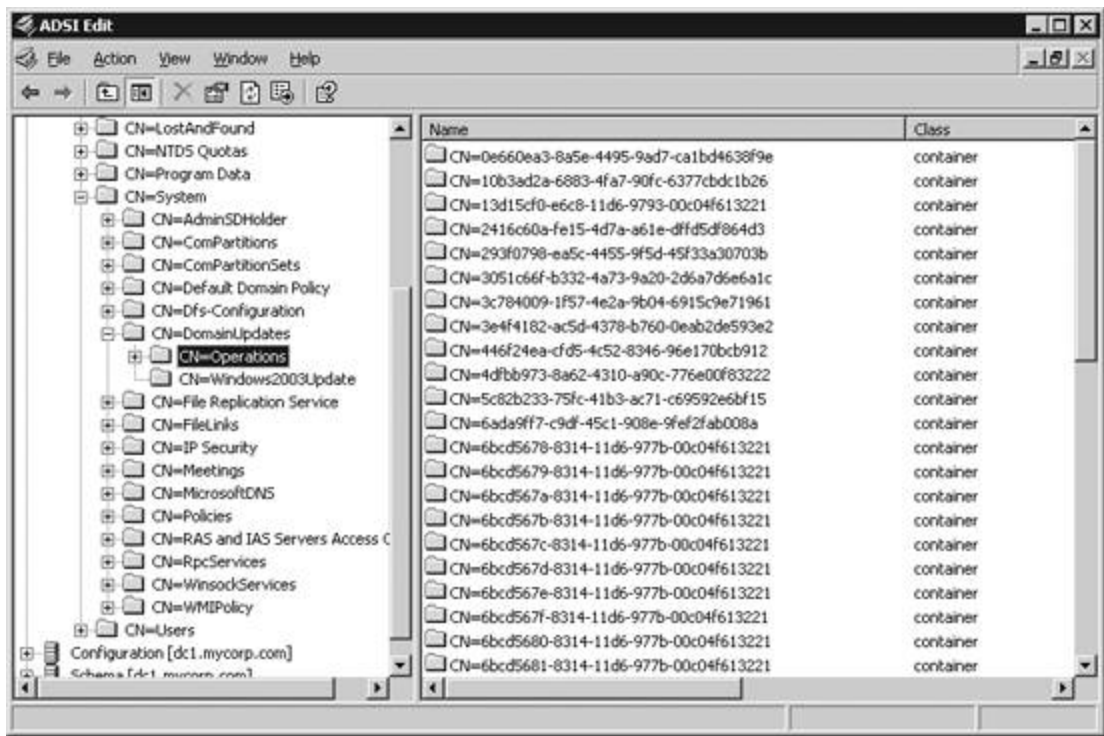 ADSI Edit
File Action View Window Help
CN=LostAndFound
CN=NTDS Quotas
CN=Program Data
CN=System
CN=AdminSDHolder
CN=ComPartitions
CN=ComPartitionSets
CN=Default Domain Policy
CN=Dfs-Configuration
CN=DomainUpdates
CN=Operations
CN=Windows2003Update
CN=File Replication Service
CN=FileLinks
CN=IP Security
CN=Meetings
CN=MicrosoftDNS
CN=Policies
CN=RAS and IAS Servers Access C
CN=RpcServices
CN=WinsockServices
CN=WMIPolicy
CN=Users
Configuration [dc1.mycorp.com]
Schema [dc1.mycorp.com]
Name Class
CN=0e660ea3-8a5e-4495-9ad7-ca1bd4638f9e container
CN=10b3ad2a-6883-4fa7-90fc-6377cbdc1b26 container
CN=13d15cf0-e6c8-11d6-9793-00c04f613221 container
CN=2416c60a-fe15-4d7a-a61e-dffd5df864d3 container
CN=293f0798-ea5c-4455-9f5d-45f33a30703b container
CN=3051c66f-b332-4a73-9a20-2d6a7d6e6a1c container
CN=3c784009-1f57-4e2a-9b04-6915c9e71961 container
CN=3e4f4182-ac5d-4378-b760-0eab2de593e2 container
CN=446f24ea-cfd5-4c52-8346-96e170bcb912 container
CN=4dfbb973-8a62-4310-a90c-776e00f83222 container
CN=5c82b233-75fc-41b3-ac71-c69592e6bf15 container
CN=6ada9ff7-c9df-45c1-908e-9fef2fab008a container
CN=6bcd5678-8314-11d6-977b-00c04f613221 container
CN=6bcd5679-8314-11d6-977b-00c04f613221 container
CN=6bcd567a-8314-11d6-977b-00c04f613221 container
CN=6bcd567b-8314-11d6-977b-00c04f613221 container
CN=6bcd567c-8314-11d6-977b-00c04f613221 container
CN=6bcd567d-8314-11d6-977b-00c04f613221 container
CN=6bcd567e-8314-11d6-977b-00c04f613221 container
CN=6bcd567f-8314-11d6-977b-00c04f613221 container
CN=6bcd5680-8314-11d6-977b-00c04f613221 container
CN=6bcd5681-8314-11d6-977b-00c04f613221 container